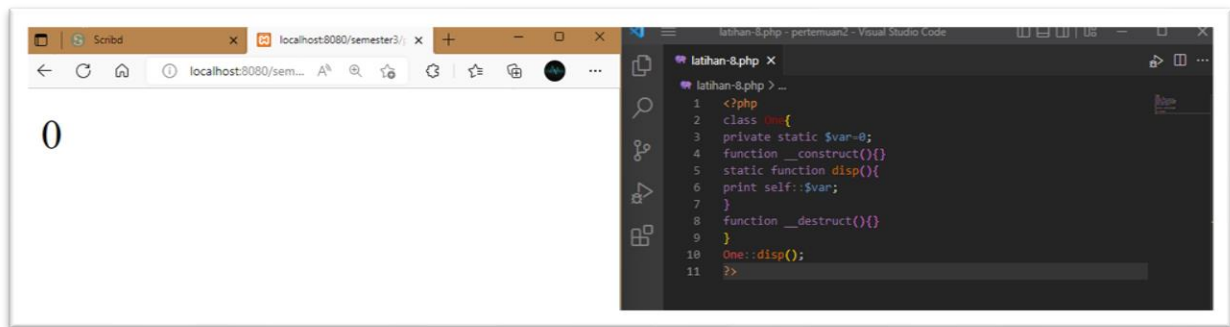 Scribd
localhost:8080/semester3/
localhost:8080/sem...
0
latihan-8.php - pertemuan2 - Visual Studio Code
latihan-8.php
latihan-8.php > ...
1 <?php
2 class One{
3 private static $var=0;
4 function __construct(){}
5 static function disp(){
6 print self::$var;
7 }
8 function __destruct(){}
9 }
10 One::disp();
11 ?>